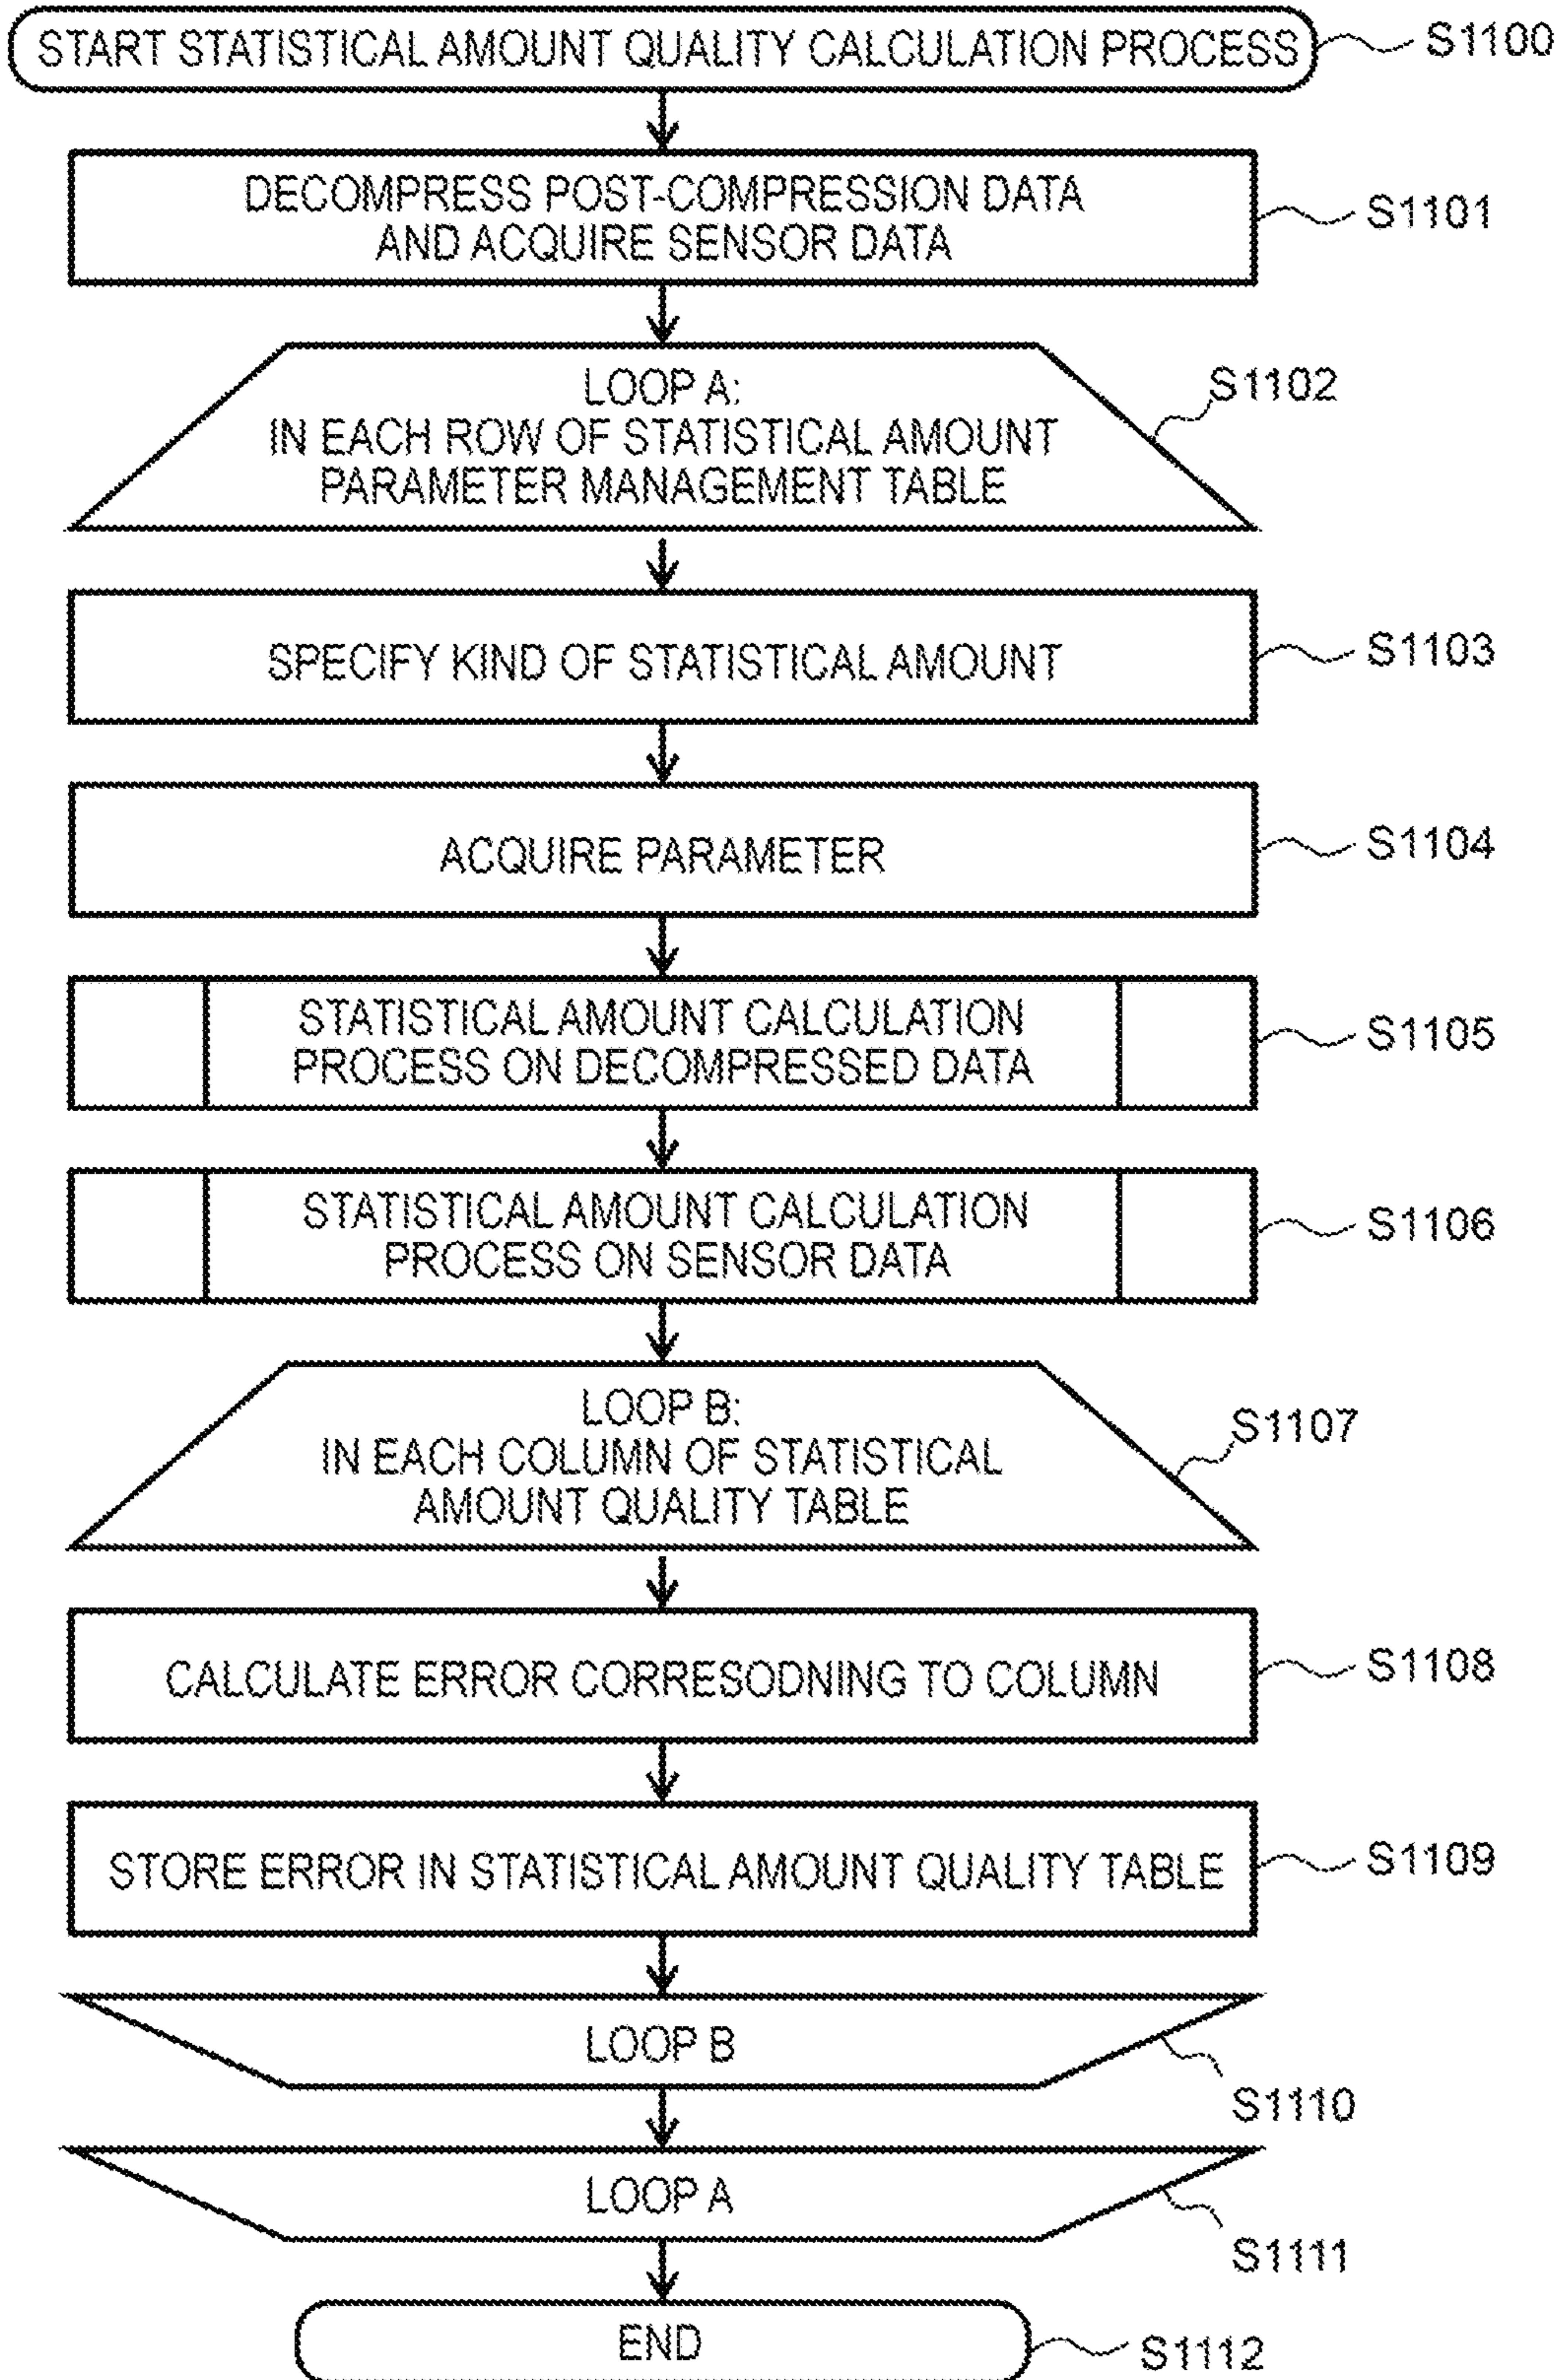 START STATISTICAL AMOUNT QUALITY CALCULATION PROCESS
S1100
DECOMPRESS POST-COMPRESSION DATA
AND ACQUIRE SENSOR DATA
S1101
LOOP A:
IN EACH ROW OF STATISTICAL AMOUNT
PARAMETER MANAGEMENT TABLE
S1102
SPECIFY KIND OF STATISTICAL AMOUNT
S1103
ACQUIRE PARAMETER
S1104
STATISTICAL AMOUNT CALCULATION
PROCESS ON DECOMPRESSED DATA
S1105
STATISTICAL AMOUNT CALCULATION
PROCESS ON SENSOR DATA
S1106
LOOP B:
IN EACH COLUMN OF STATISTICAL
AMOUNT QUALITY TABLE
S1107
CALCULATE ERROR CORRESODNING TO COLUMN
S1108
STORE ERROR IN STATISTICAL AMOUNT QUALITY TABLE
S1109
LOOP B
S1110
LOOP A
S1111
END
S1112